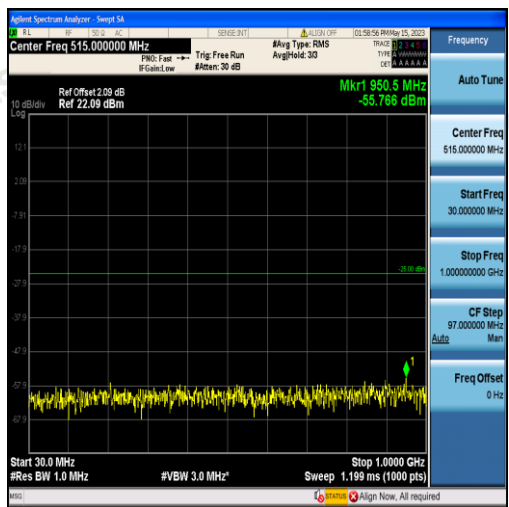 Agilent Spectrum Analyzer - Swept SA
RL RF 50 Ω AC SENSE:INT ALIGN OFF 01:58:56 PM May 15, 2023
Center Freq 515.000000 MHz #Avg Type: RMS TRACE 1 2 3 4 5 6
PNO: Fast Trig: Free Run Avg|Hold: 3/3 TYPE
IFGain:Low #Atten: 30 dB DET A A A A A A
Mkr1 950.5 MHz
Ref Offset 2.09 dB
10 dB/div Ref 22.09 dBm -55.766 dBm
Log
12.1
2.09
-7.91
-17.9
-25.00 dBm
-27.9
-37.9
-47.9
1
-57.9
-67.9
Start 30.0 MHz Stop 1.0000 GHz
#Res BW 1.0 MHz #VBW 3.0 MHz* Sweep 1.199 ms (1000 pts)
MSG STATUS Align Now, All required
Frequency
Auto Tune
Center Freq
515.000000 MHz
Start Freq
30.000000 MHz
Stop Freq
1.000000000 GHz
CF Step
97.000000 MHz
Auto Man
Freq Offset
0 Hz